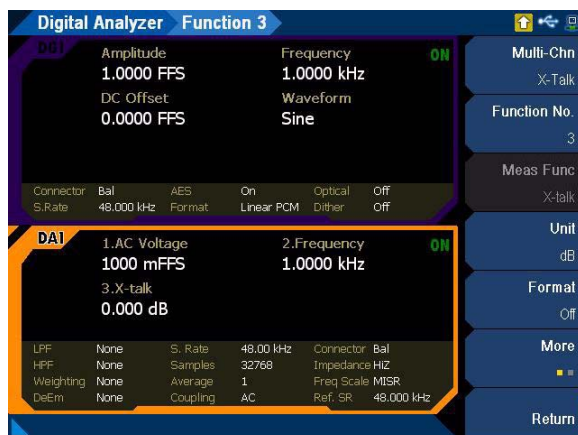 Digital Analyzer Function 3
DG1
Amplitude Frequency ON
1.0000 FFS 1.0000 kHz
DC Offset Waveform
0.0000 FFS Sine
Connector Bal AES On Optical Off
S.Rate 48.000 kHz Format Linear PCM Dither Off
DA1
1.AC Voltage 2.Frequency ON
1000 mFFS 1.0000 kHz
3.X-talk
0.000 dB
LPF None S. Rate 48.00 kHz Connector Bal
HPF None Samples 32768 Impedance HiZ
Weighting None Average 1 Freq Scale MISR
DeEm None Coupling AC Ref. SR 48.000 kHz
Multi-Chn
X-Talk
Function No.
3
Meas Func
X-talk
Unit
dB
Format
Off
More
Return